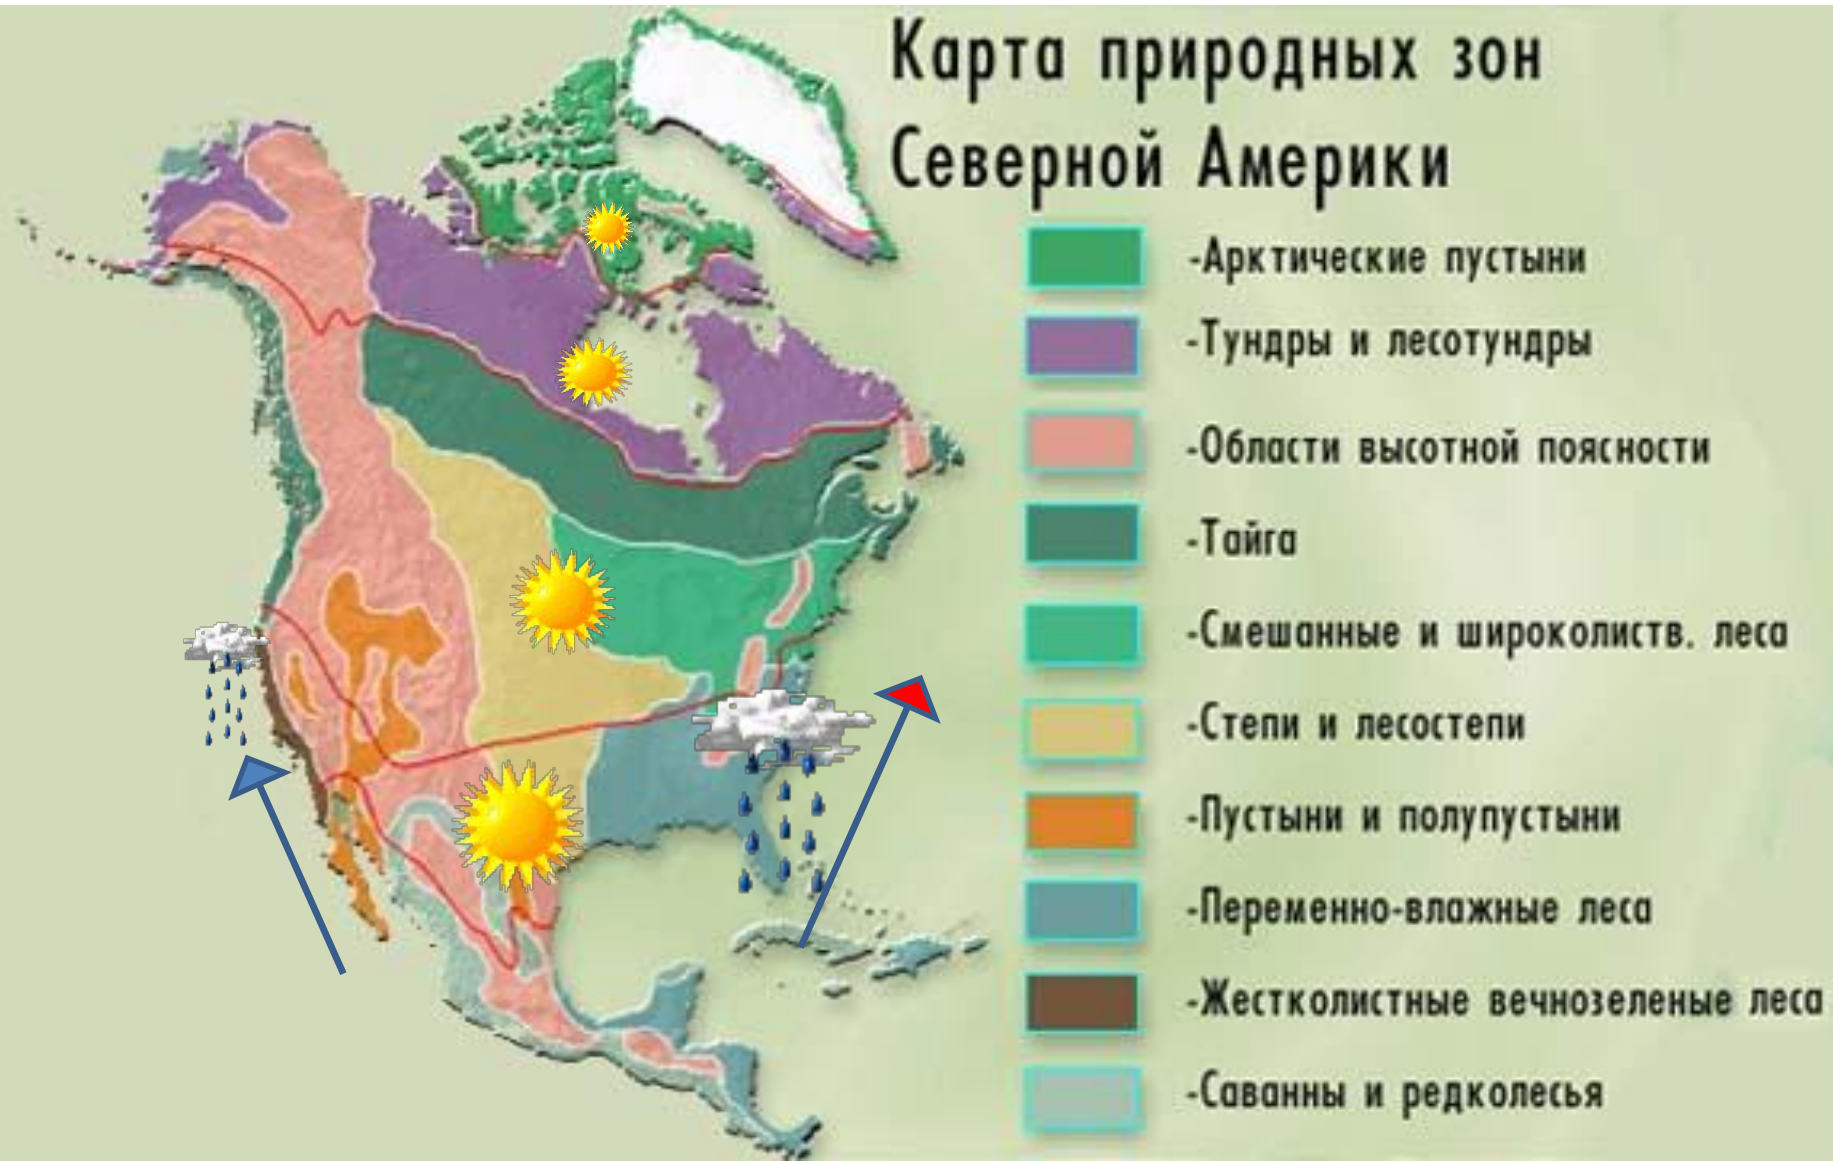 Карта природных зон
Северной Америки
-Арктические пустыни
-Тундры и лесотундры
-Области высотной поясности
-Тайга
-Смешанные и широколиств. леса
-Степи и лесостепи
-Пустыни и полупустыни
-Переменно-влажные леса
-Жестколистные вечнозеленые леса
-Саванны и редколесья